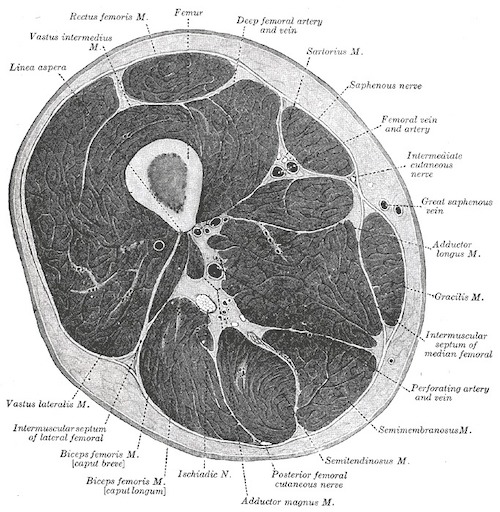 Rectus femoris M.
Femur
Deep femoral artery
and vein
Vastus intermedius
M.
Sartorius M.
Linea aspera
Saphenous nerve
Femoral vein
and artery
Intermediate
cutaneous
nerve
Great saphenous
vein
Adductor
longus M.
Gracilis M.
Intermuscular
septum of
median femoral
Perforating artery
and vein
Vastus lateralis M.
Intermuscular septum
of lateral femoral
Semimembranosus M.
Biceps femoris M.
[caput breve]
Semitendinosus M.
Biceps femoris M.
[caput longum]
Ischiadic N.
Posterior femoral
cutaneous nerve
Adductor magnus M.